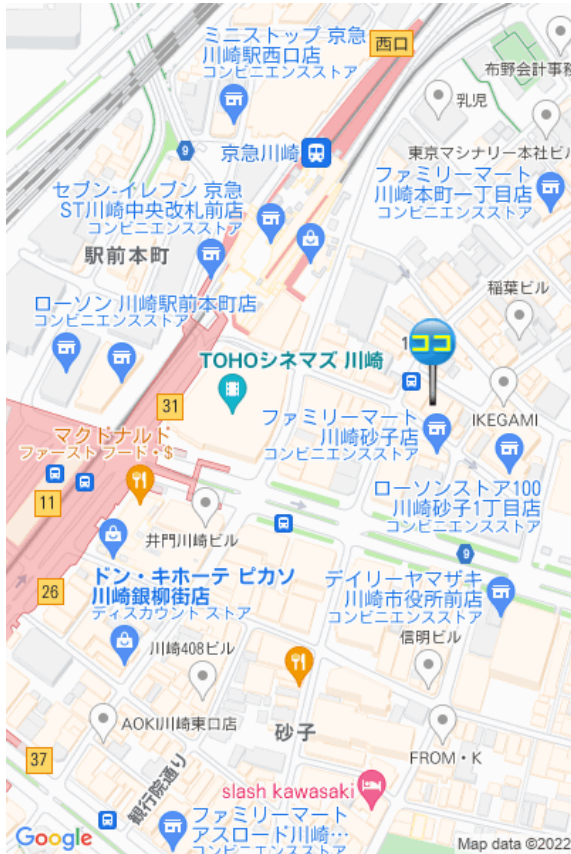 ミニストップ 京急
川崎駅西口店
コンビニエンスストア
西口
布野会計事務
乳児
9
京急川崎
東京マシナリー本社ビル
セブン-イレブン 京急
ST川崎中央改札前店
コンビニエンスストア
ファミリーマート
川崎本町一丁目店
コンビニエンスストア
駅前本町
稲葉ビル
ローソン 川崎駅前本町店
コンビニエンスストア
1
ココ
TOHOシネマズ 川崎
31
IKEGAMI
ファミリーマート
川崎砂子店
コンビニエンスストア
マクドナルド
ファースト フード・$
11
ローソンストア100
川崎砂子1丁目店
コンビニエンスストア
井門川崎ビル
9
ドン・キホーテ ピカソ
川崎銀柳街店
ディスカウント ストア
26
デイリーヤマザキ
川崎市役所前店
コンビニエンスストア
信明ビル
川崎408ビル
AOKI川崎東口店
砂子
FROM・K
37
観行院通り
slash kawasaki
ファミリーマート
アスロード川崎…
コンビニエンスストア
Google
Map data ©2022